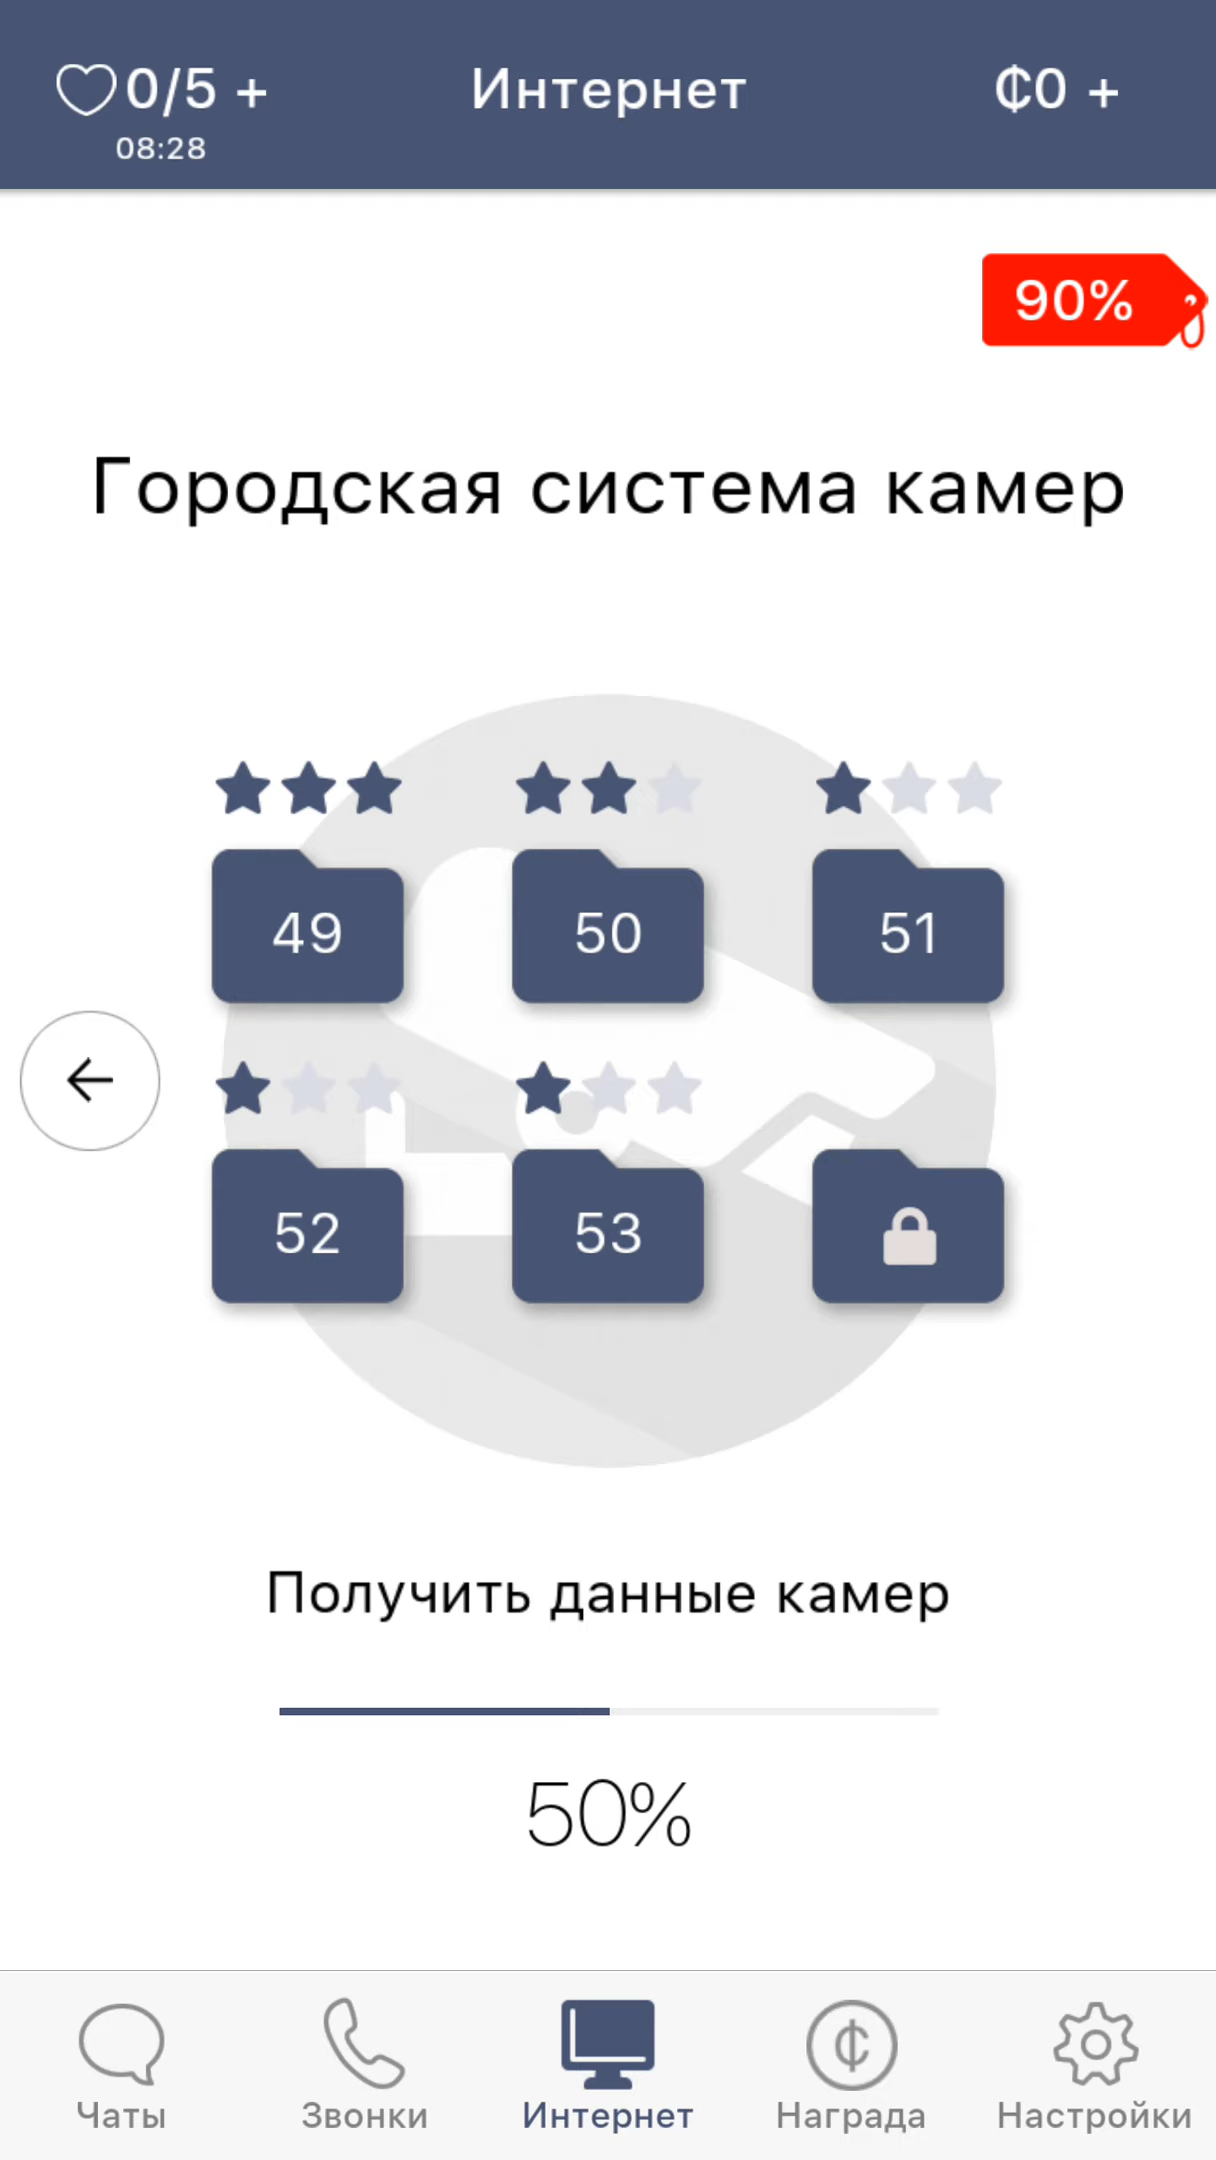 0/5 +
Интернет
₵0 +
08:28
90%
Городская система камер
49
50
51
52
53
Получить данные камер
50%
Чаты
Звонки
Интернет
Награда
Настройки